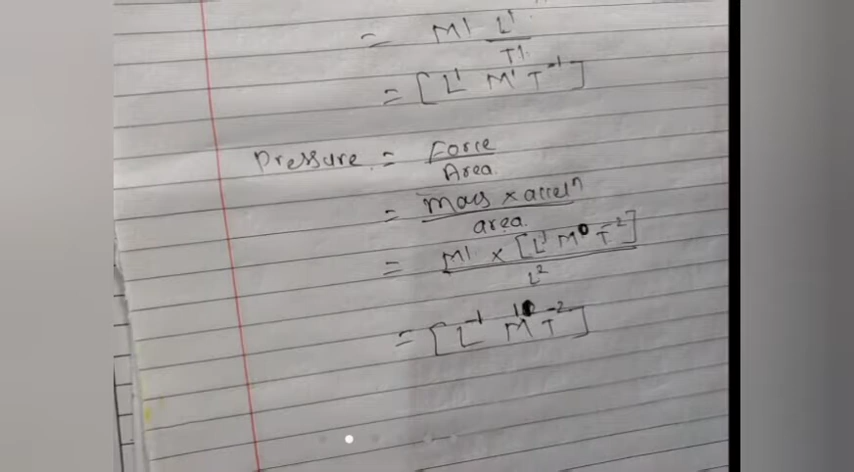 = M¹ L¹/T¹
= [L¹ M¹ T⁻¹]
Pressure = Force/Area
= mass × accelⁿ/area
= M¹ × [L¹ M⁰ T⁻²]/L²
= [L⁻¹ M¹ T⁻²]